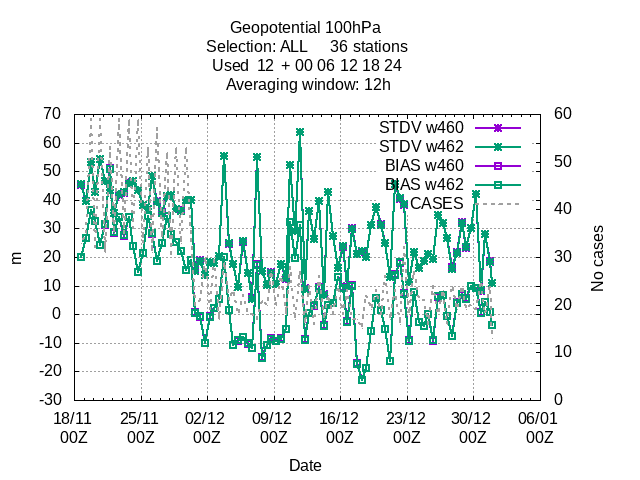 Geopotential 100hPa
Selection: ALL 36 stations
Used 12 + 00 06 12 18 24
Averaging window: 12h
70 60
STDV w460
STDV w462
BIAS w460
BIAS w462
CASES
60
50
40
30
20
10
0
-10
-20
-30
50
40
30
20
10
0
m
No cases
18/11 25/11 02/12 09/12 16/12 23/12 30/12 06/01
00Z 00Z 00Z 00Z 00Z 00Z 00Z 00Z
Date